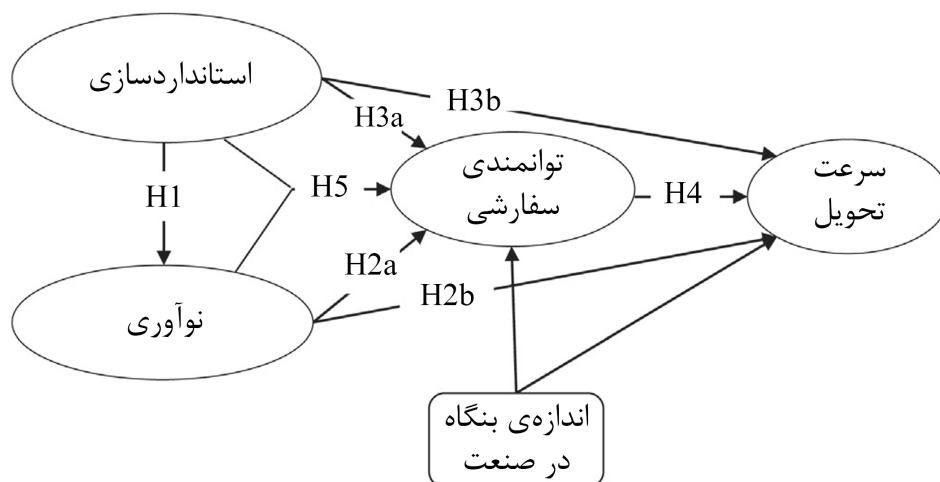 استانداردسازی
H3b
H3a
توانمندی
سفارشی
سرعت
تحویل
H1
H5
H4
H2a
H2b
نوآوری
اندازه‌ی بنگاه
در صنعت